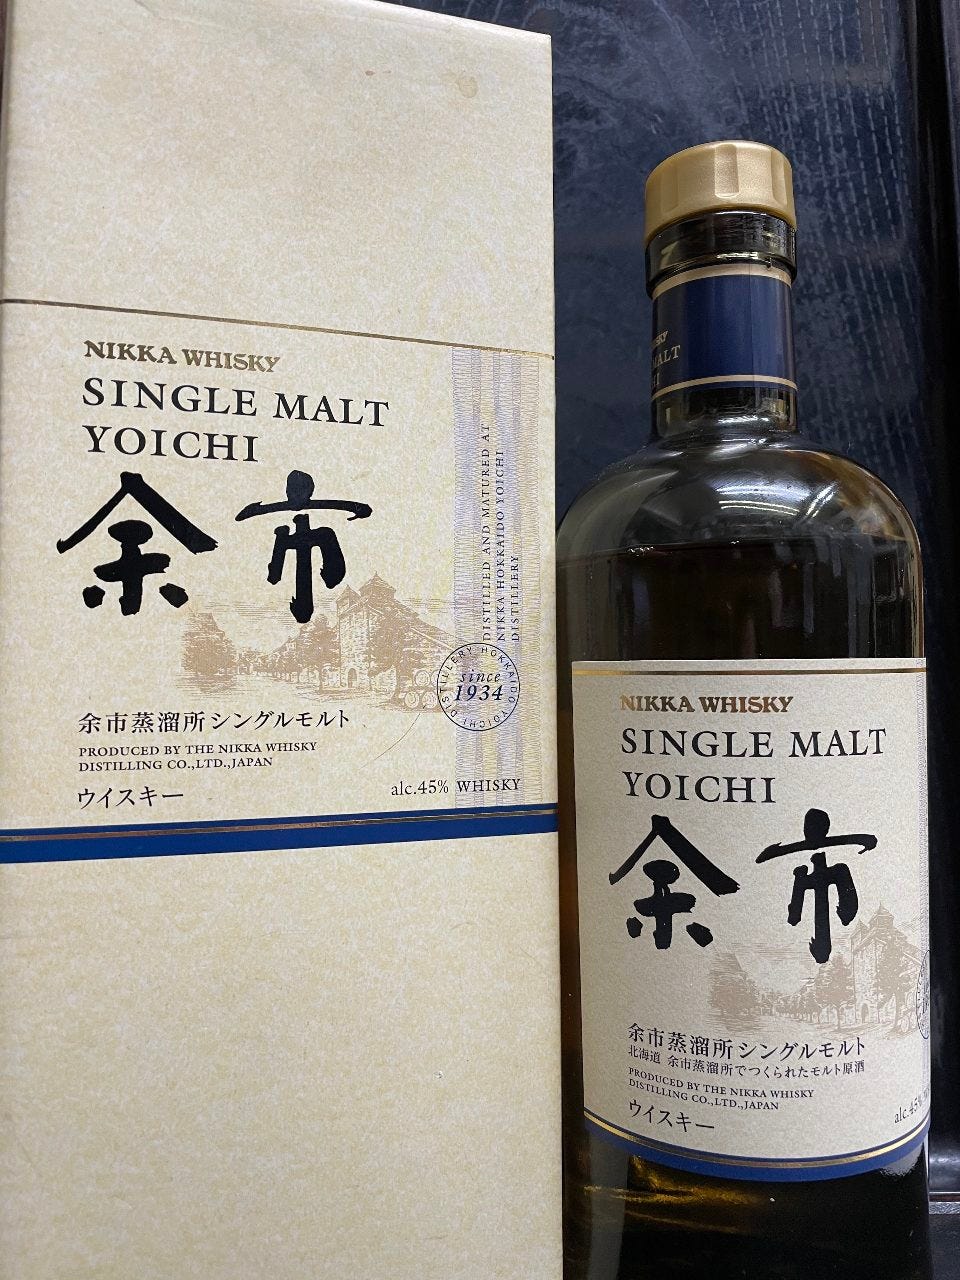 NIKKA WHISKY
SINGLE MALT
YOICHI
余市
DISTILLED AND MATURED AT
NIKKA HOKKAIDO YOICHI
DISTILLERY
since
1934
DISTILLERY HOKKAIDO YOICHI
余市蒸溜所シングルモルト
PRODUCED BY THE NIKKA WHISKY
DISTILLING CO.,LTD.,JAPAN
ウイスキー
alc.45% WHISKY
NIKKA WHISKY
SINGLE MALT
YOICHI
余市
余市蒸溜所シングルモルト
北海道 余市蒸溜所でつくられたモルト原酒
PRODUCED BY THE NIKKA WHISKY
DISTILLING CO.,LTD.,JAPAN
ウイスキー
alc.45%